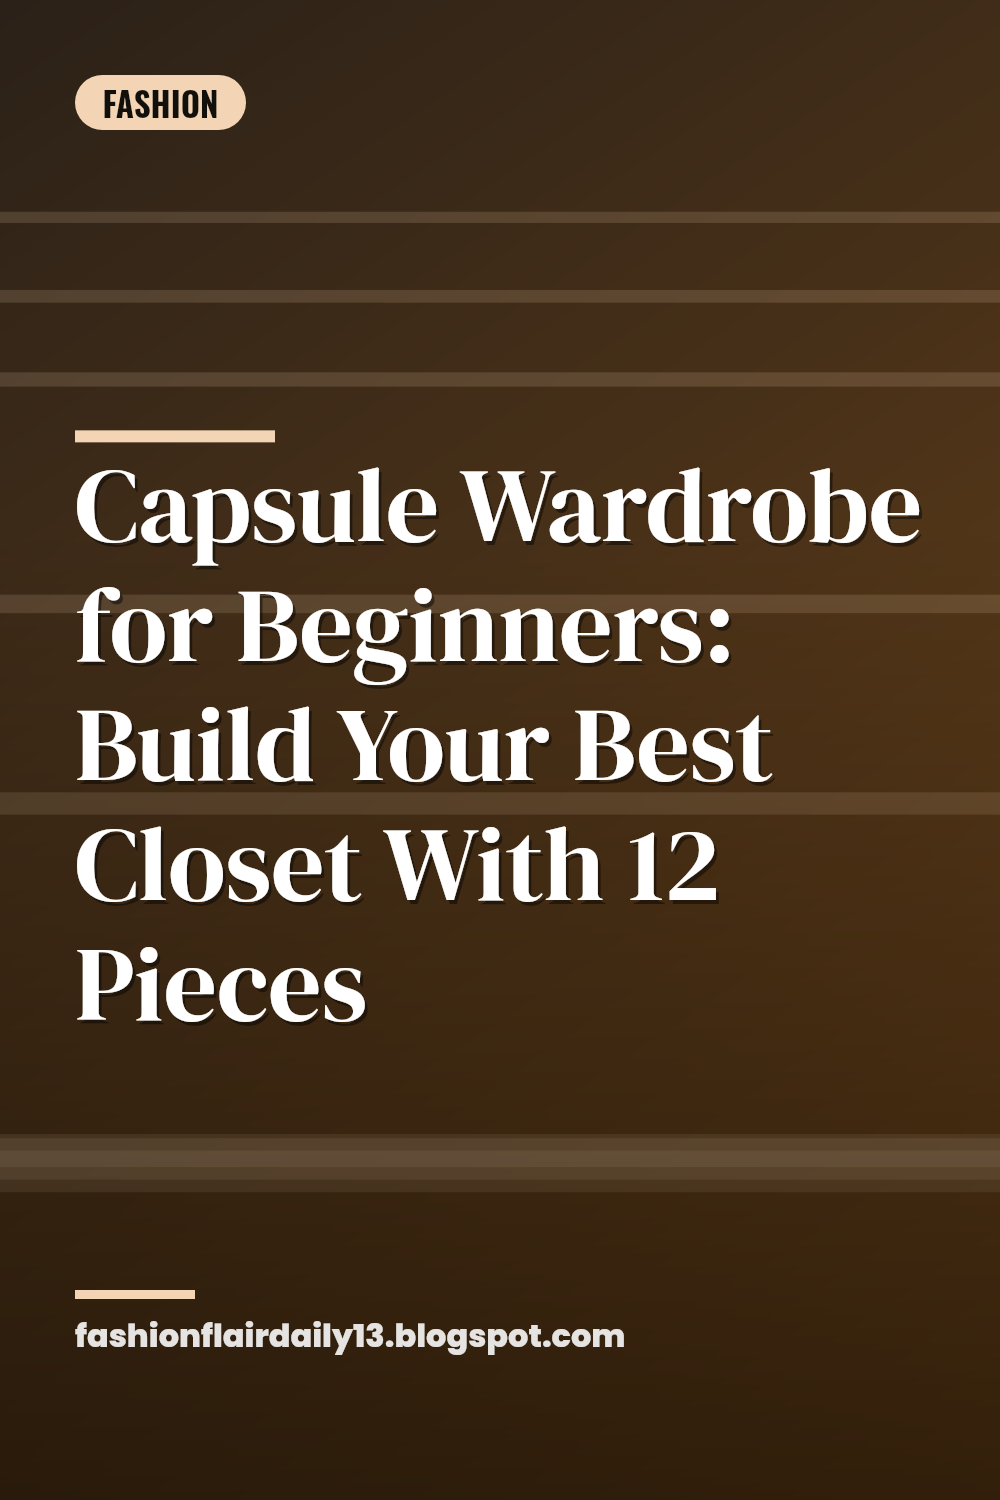 FASHION
Capsule Wardrobe
for Beginners:
Build Your Best
Closet With 12
Pieces
fashionflairdaily13.blogspot.com